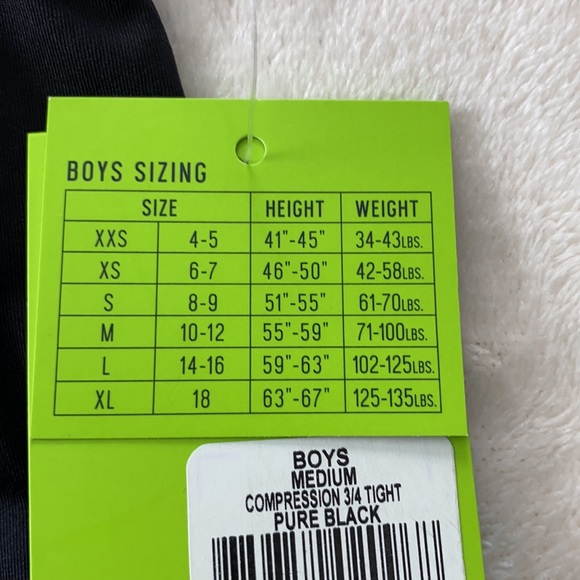 BOYS SIZING
SIZE HEIGHT WEIGHT
XXS 4-5 41"-45" 34-43LBS.
XS 6-7 46"-50" 42-58LBS.
S 8-9 51"-55" 61-70LBS.
M 10-12 55"-59" 71-100LBS.
L 14-16 59"-63" 102-125LBS.
XL 18 63"-67" 125-135LBS.
BOYS
MEDIUM
COMPRESSION 3/4 TIGHT
PURE BLACK